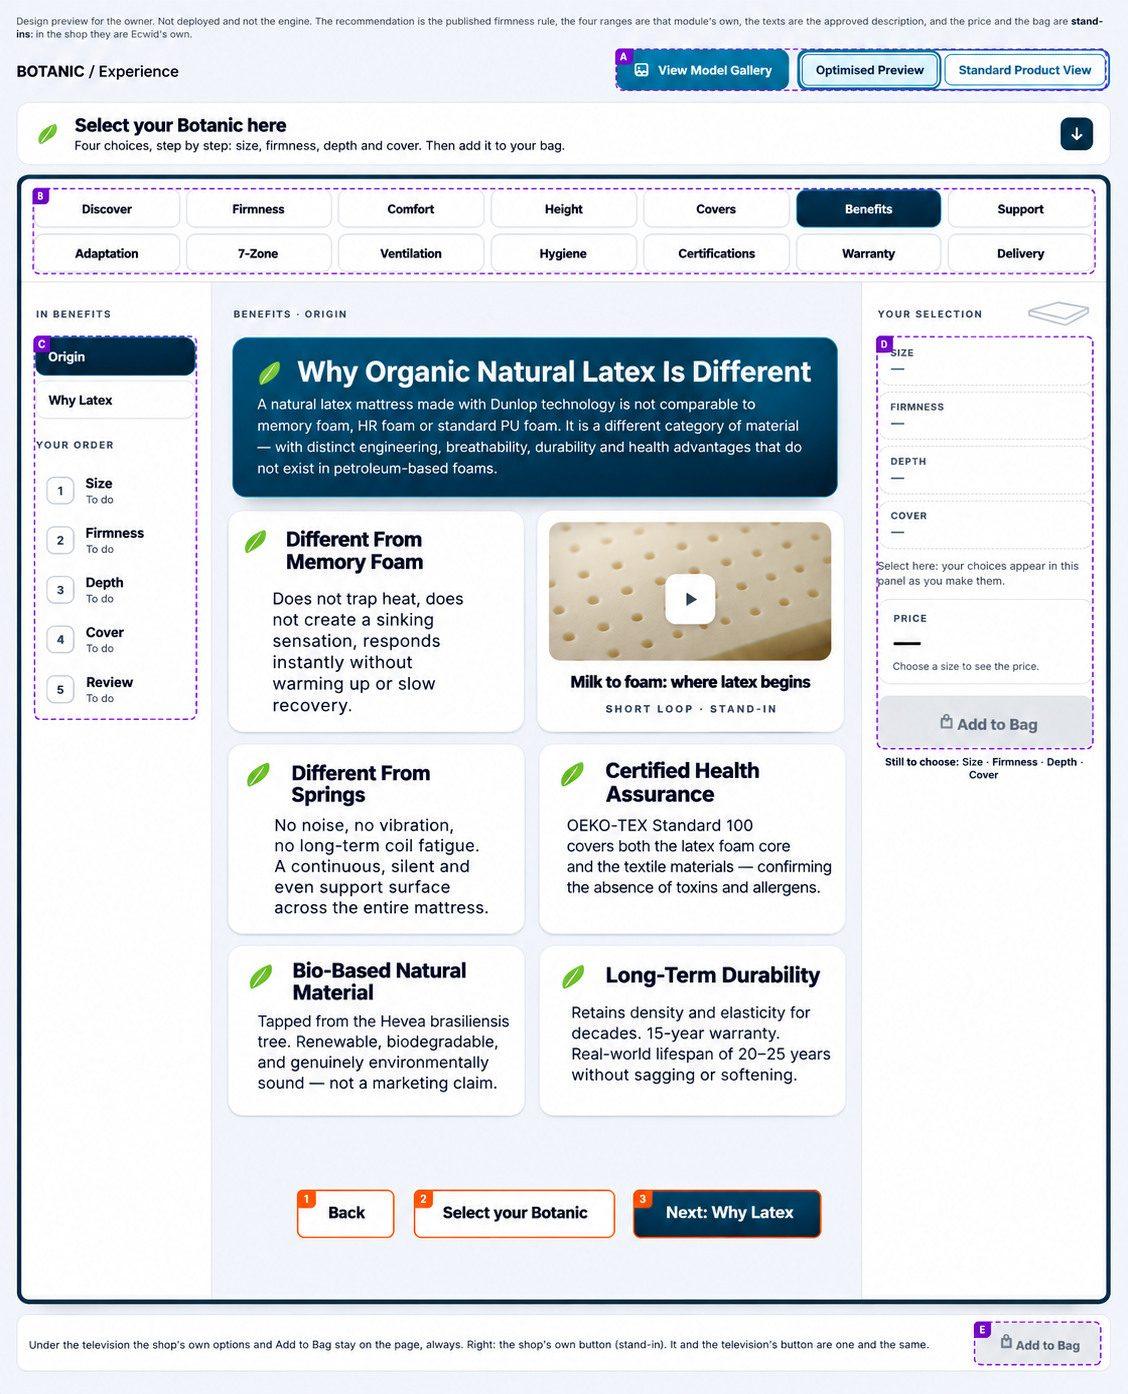 Design preview for the owner. Not deployed and not the engine. The recommendation is the published firmness rule, the four ranges are that module's own, the texts are the approved description, and the price and the bag are stand-
ins: in the shop they are Ecwid's own.
BOTANIC / Experience
A
View Model Gallery
Optimised Preview
Standard Product View
Select your Botanic here
Four choices, step by step: size, firmness, depth and cover. Then add it to your bag.
B
Discover
Firmness
Comfort
Height
Covers
Benefits
Support
Adaptation
7-Zone
Ventilation
Hygiene
Certifications
Warranty
Delivery
IN BENEFITS
C
Origin
Why Latex
YOUR ORDER
1
Size
To do
2
Firmness
To do
3
Depth
To do
4
Cover
To do
5
Review
To do
BENEFITS · ORIGIN
Why Organic Natural Latex Is Different
A natural latex mattress made with Dunlop technology is not comparable to
memory foam, HR foam or standard PU foam. It is a different category of material
— with distinct engineering, breathability, durability and health advantages that do
not exist in petroleum-based foams.
Different From
Memory Foam
Does not trap heat, does
not create a sinking
sensation, responds
instantly without
warming up or slow
recovery.
Milk to foam: where latex begins
SHORT LOOP · STAND-IN
Different From
Springs
No noise, no vibration,
no long-term coil fatigue.
A continuous, silent and
even support surface
across the entire mattress.
Certified Health
Assurance
OEKO-TEX Standard 100
covers both the latex foam core
and the textile materials — confirming
the absence of toxins and allergens.
Bio-Based Natural
Material
Tapped from the Hevea brasiliensis
tree. Renewable, biodegradable,
and genuinely environmentally
sound — not a marketing claim.
Long-Term Durability
Retains density and elasticity for
decades. 15-year warranty.
Real-world lifespan of 20–25 years
without sagging or softening.
1
Back
2
Select your Botanic
3
Next: Why Latex
YOUR SELECTION
D
SIZE
—
FIRMNESS
—
DEPTH
—
COVER
—
Select here: your choices appear in this
panel as you make them.
PRICE
—
Choose a size to see the price.
Add to Bag
Still to choose: Size · Firmness · Depth ·
Cover
Under the television the shop's own options and Add to Bag stay on the page, always. Right: the shop's own button (stand-in). It and the television's button are one and the same.
E
Add to Bag